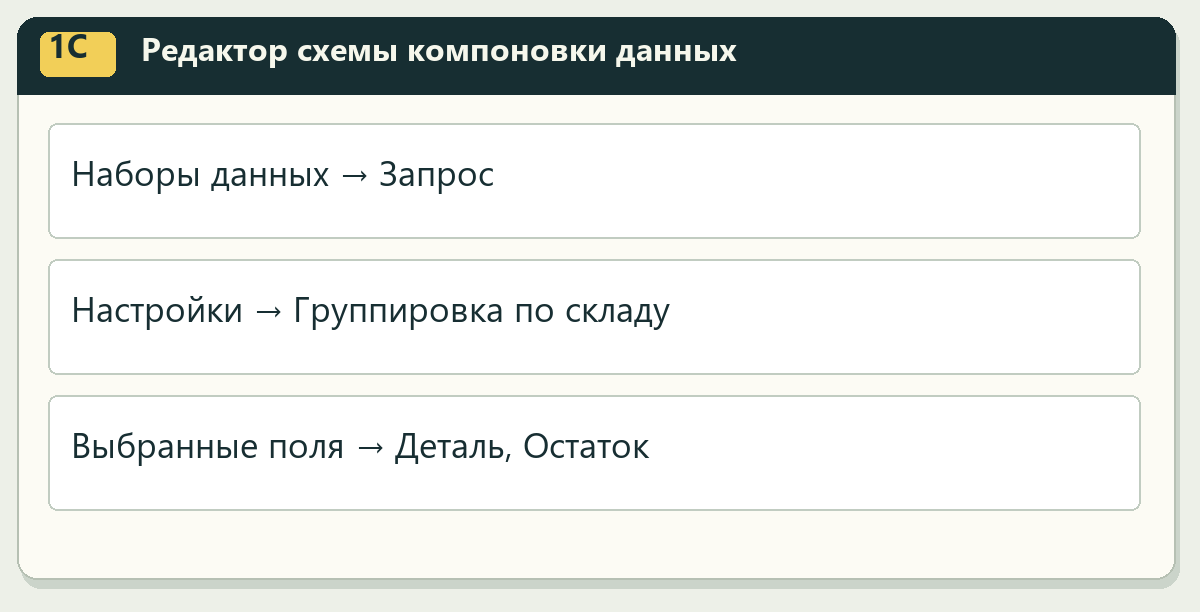 1С
Редактор схемы компоновки данных
Наборы данных → Запрос
Настройки → Группировка по складу
Выбранные поля → Деталь, Остаток